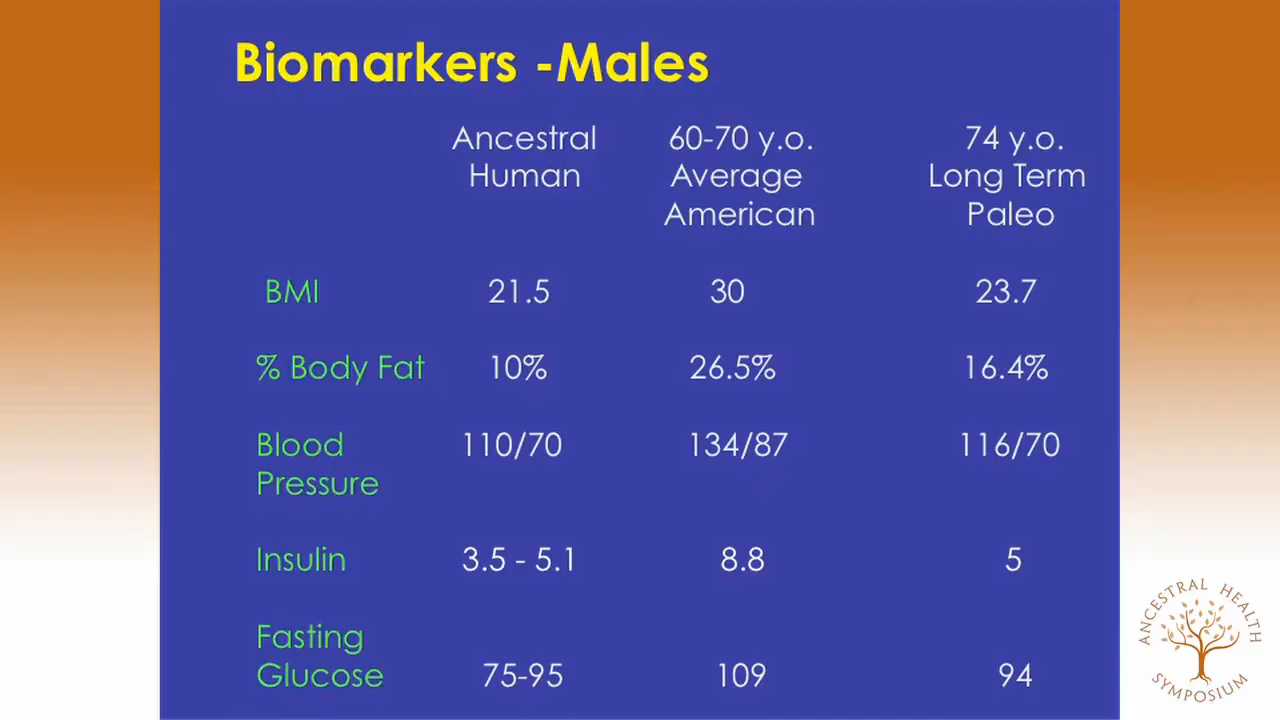 Biomarkers -Males
Ancestral Human
60-70 y.o. Average American
74 y.o. Long Term Paleo
BMI 21.5 30 23.7
% Body Fat 10% 26.5% 16.4%
Blood Pressure 110/70 134/87 116/70
Insulin 3.5 - 5.1 8.8 5
Fasting Glucose 75-95 109 94
ANCESTRAL HEALTH
SYMPOSIUM